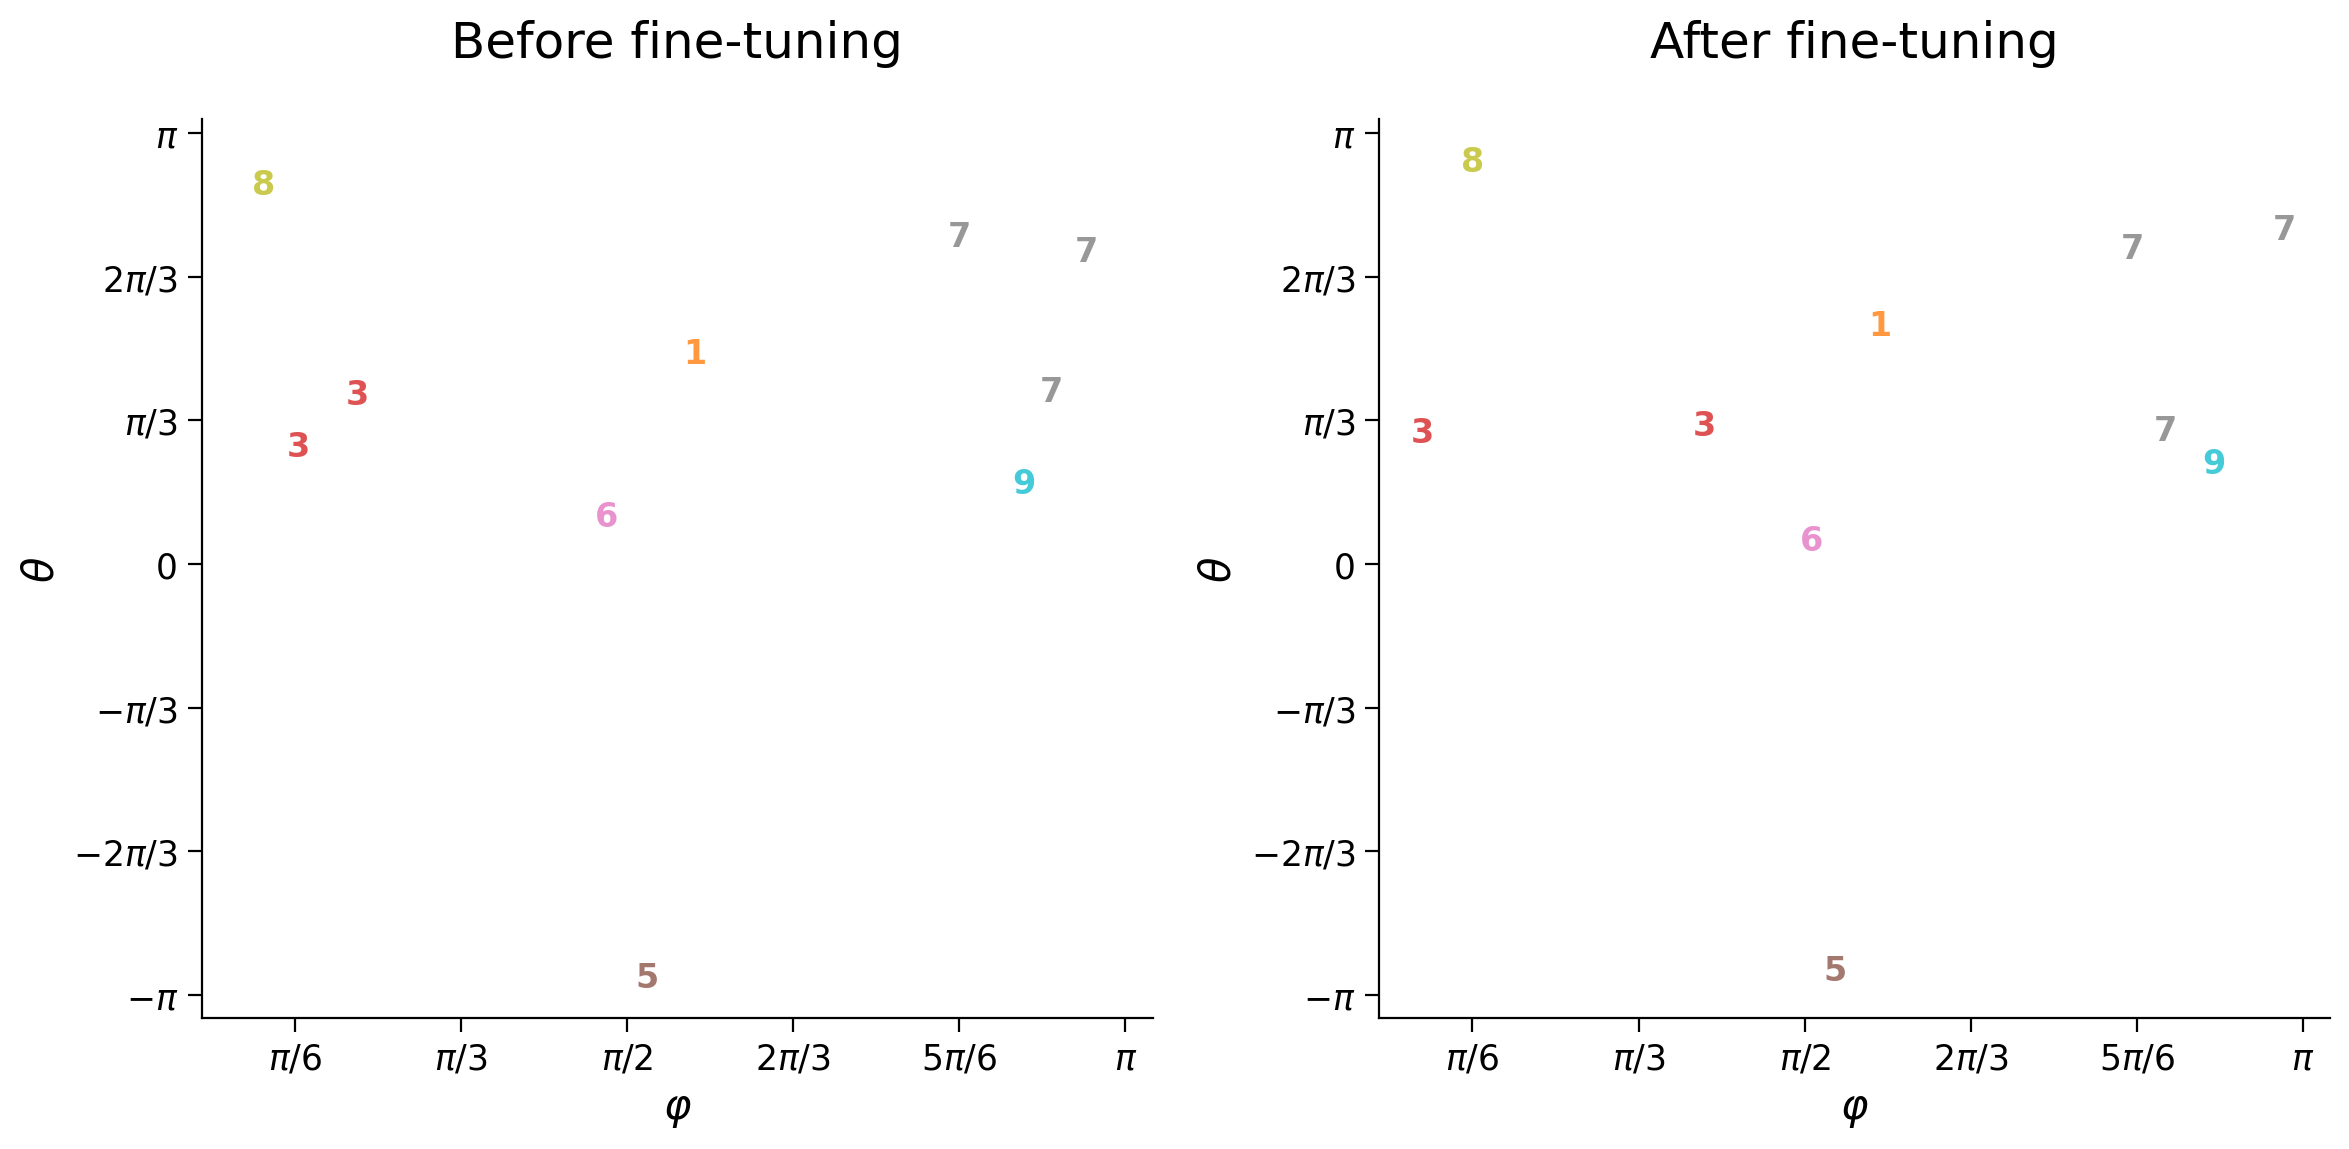 Before fine-tuning
π
2π/3
π/3
0
−π/3
−2π/3
−π
θ
8
7
7
1
3
7
3
9
6
5
π/6 π/3 π/2 2π/3 5π/6 π
φ
After fine-tuning
π
2π/3
π/3
0
−π/3
−2π/3
−π
θ
8
7
7
1
3
7
3
9
6
5
π/6 π/3 π/2 2π/3 5π/6 π
φ